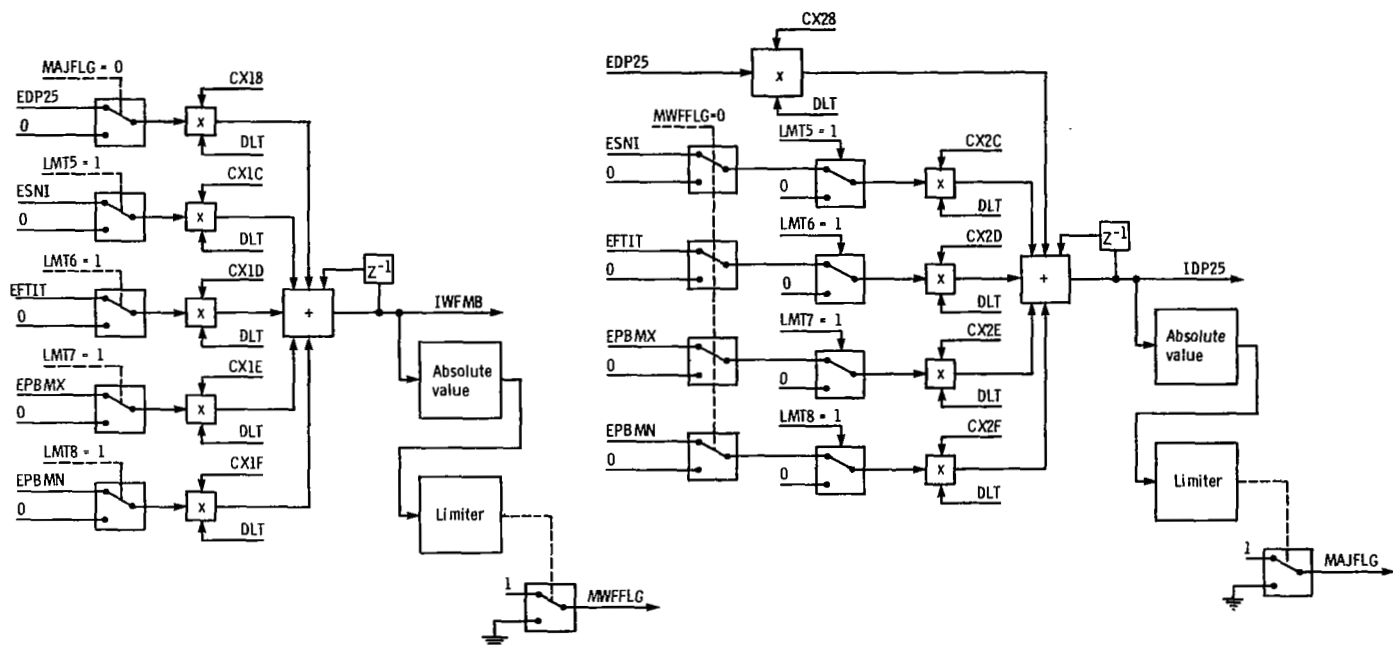 MAJFLG = 0
EDP25
0
CX18
X
DLT
LMT5 = 1
ESNI
0
CX1C
X
DLT
LMT6 = 1
EFTIT
0
CX1D
X
DLT
LMT7 = 1
EPBMX
0
CX1E
X
DLT
LMT8 = 1
EPBMN
0
CX1F
X
DLT
+
Z-1
IWFMB
Absolute
value
Limiter
1
MWFFLG
CX28
EDP25
X
DLT
MWFFLG=0
ESNI
0
LMT5 = 1
0
CX2C
X
DLT
EFTIT
0
LMT6 = 1
0
CX2D
X
DLT
EPBMX
0
LMT7 = 1
0
CX2E
X
DLT
EPBMN
0
LMT8 = 1
0
CX2F
X
DLT
+
Z-1
IDP25
Absolute
value
Limiter
1
MAJFLG